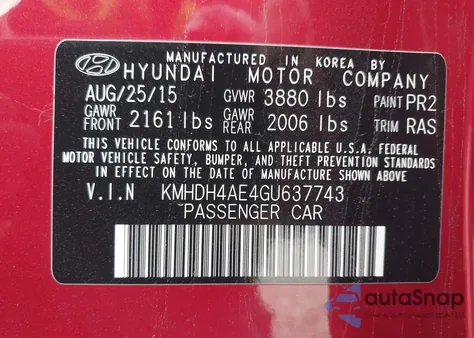 MANUFACTURED IN KOREA BY
HYUNDAI MOTOR COMPANY
AUG/25/15 GVWR 3880 lbs PAINT PR2
GAWR FRONT 2161 lbs GAWR REAR 2006 lbs TRIM RAS
THIS VEHICLE CONFORMS TO ALL APPLICABLE U.S.A. FEDERAL
MOTOR VEHICLE SAFETY, BUMPER, AND THEFT PREVENTION STANDARDS
IN EFFECT ON THE DATE OF MANUFACTURE SHOWN ABOVE.
V.I.N KMHDH4AE4GU637743
PASSENGER CAR
autoSnap